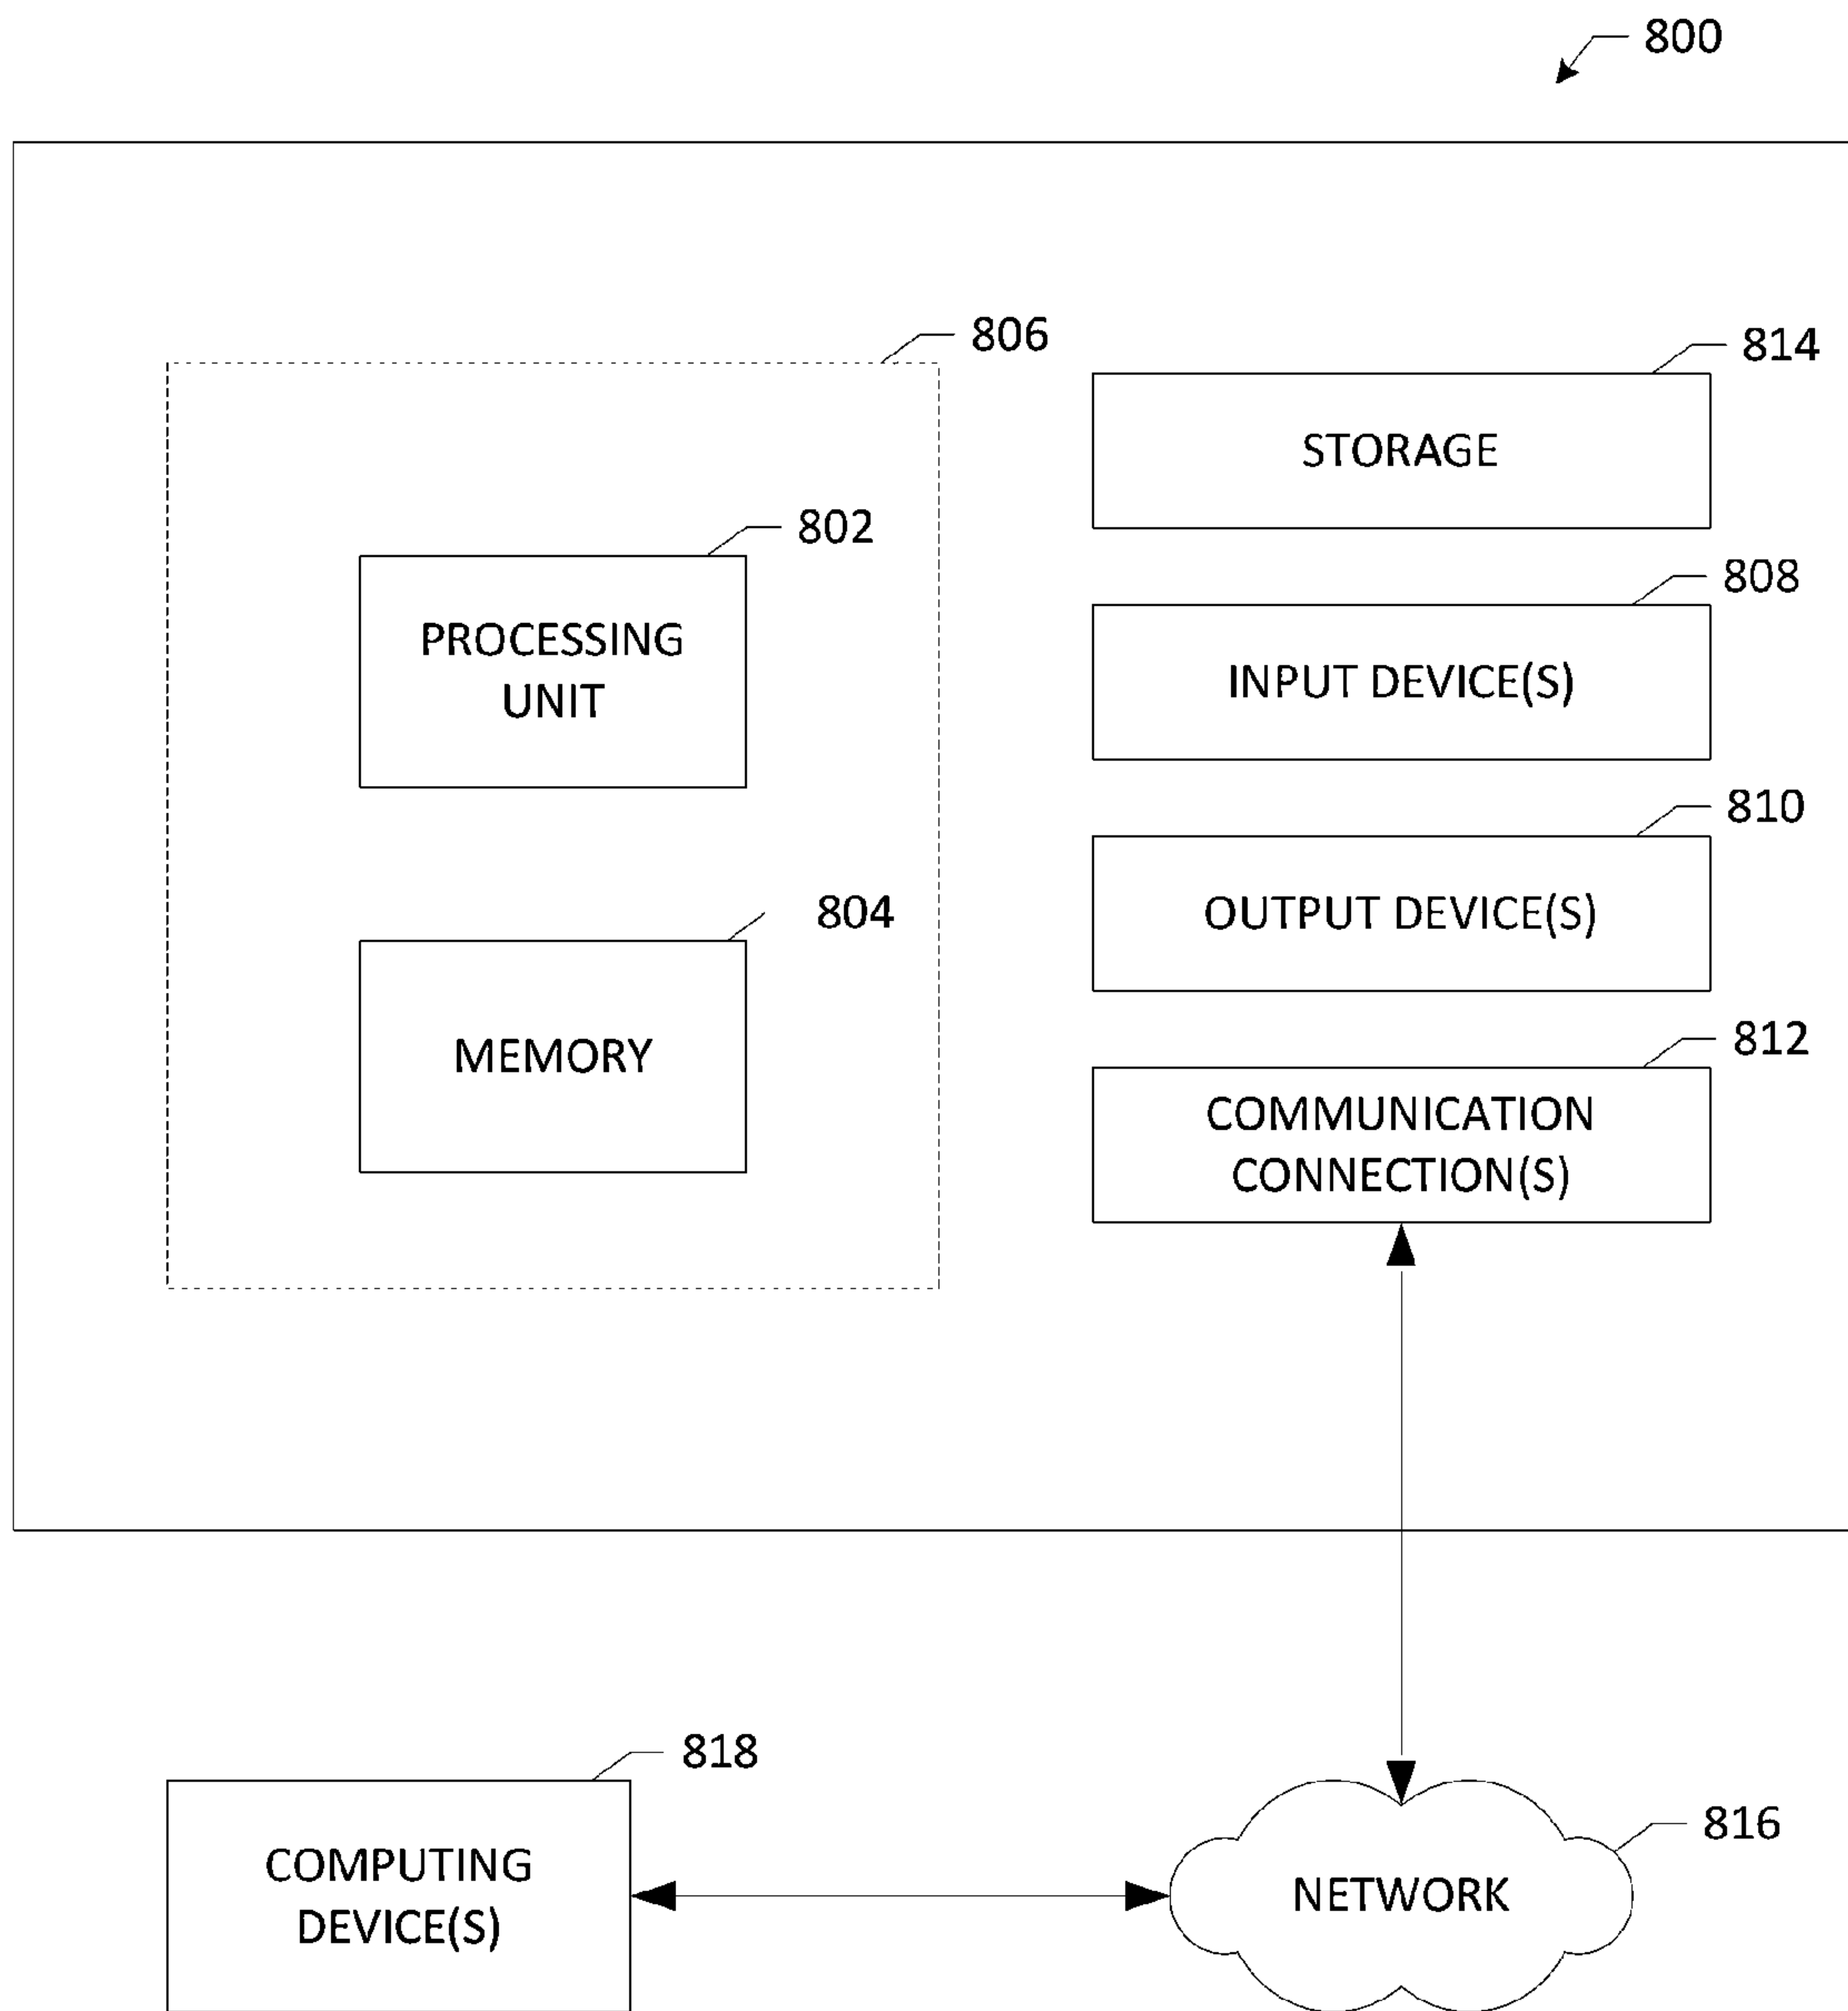 800
806
814
STORAGE
802
PROCESSING
UNIT
808
INPUT DEVICE(S)
810
OUTPUT DEVICE(S)
804
MEMORY
812
COMMUNICATION
CONNECTION(S)
818
COMPUTING
DEVICE(S)
816
NETWORK